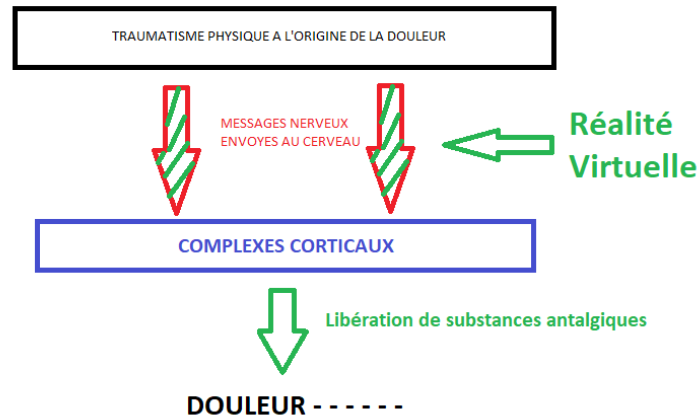 TRAUMATISME PHYSIQUE A L'ORIGINE DE LA DOULEUR
MESSAGES NERVEUX
ENVOYES AU CERVEAU
Réalité
Virtuelle
COMPLEXES CORTICAUX
Libération de substances antalgiques
DOULEUR - - - - - -